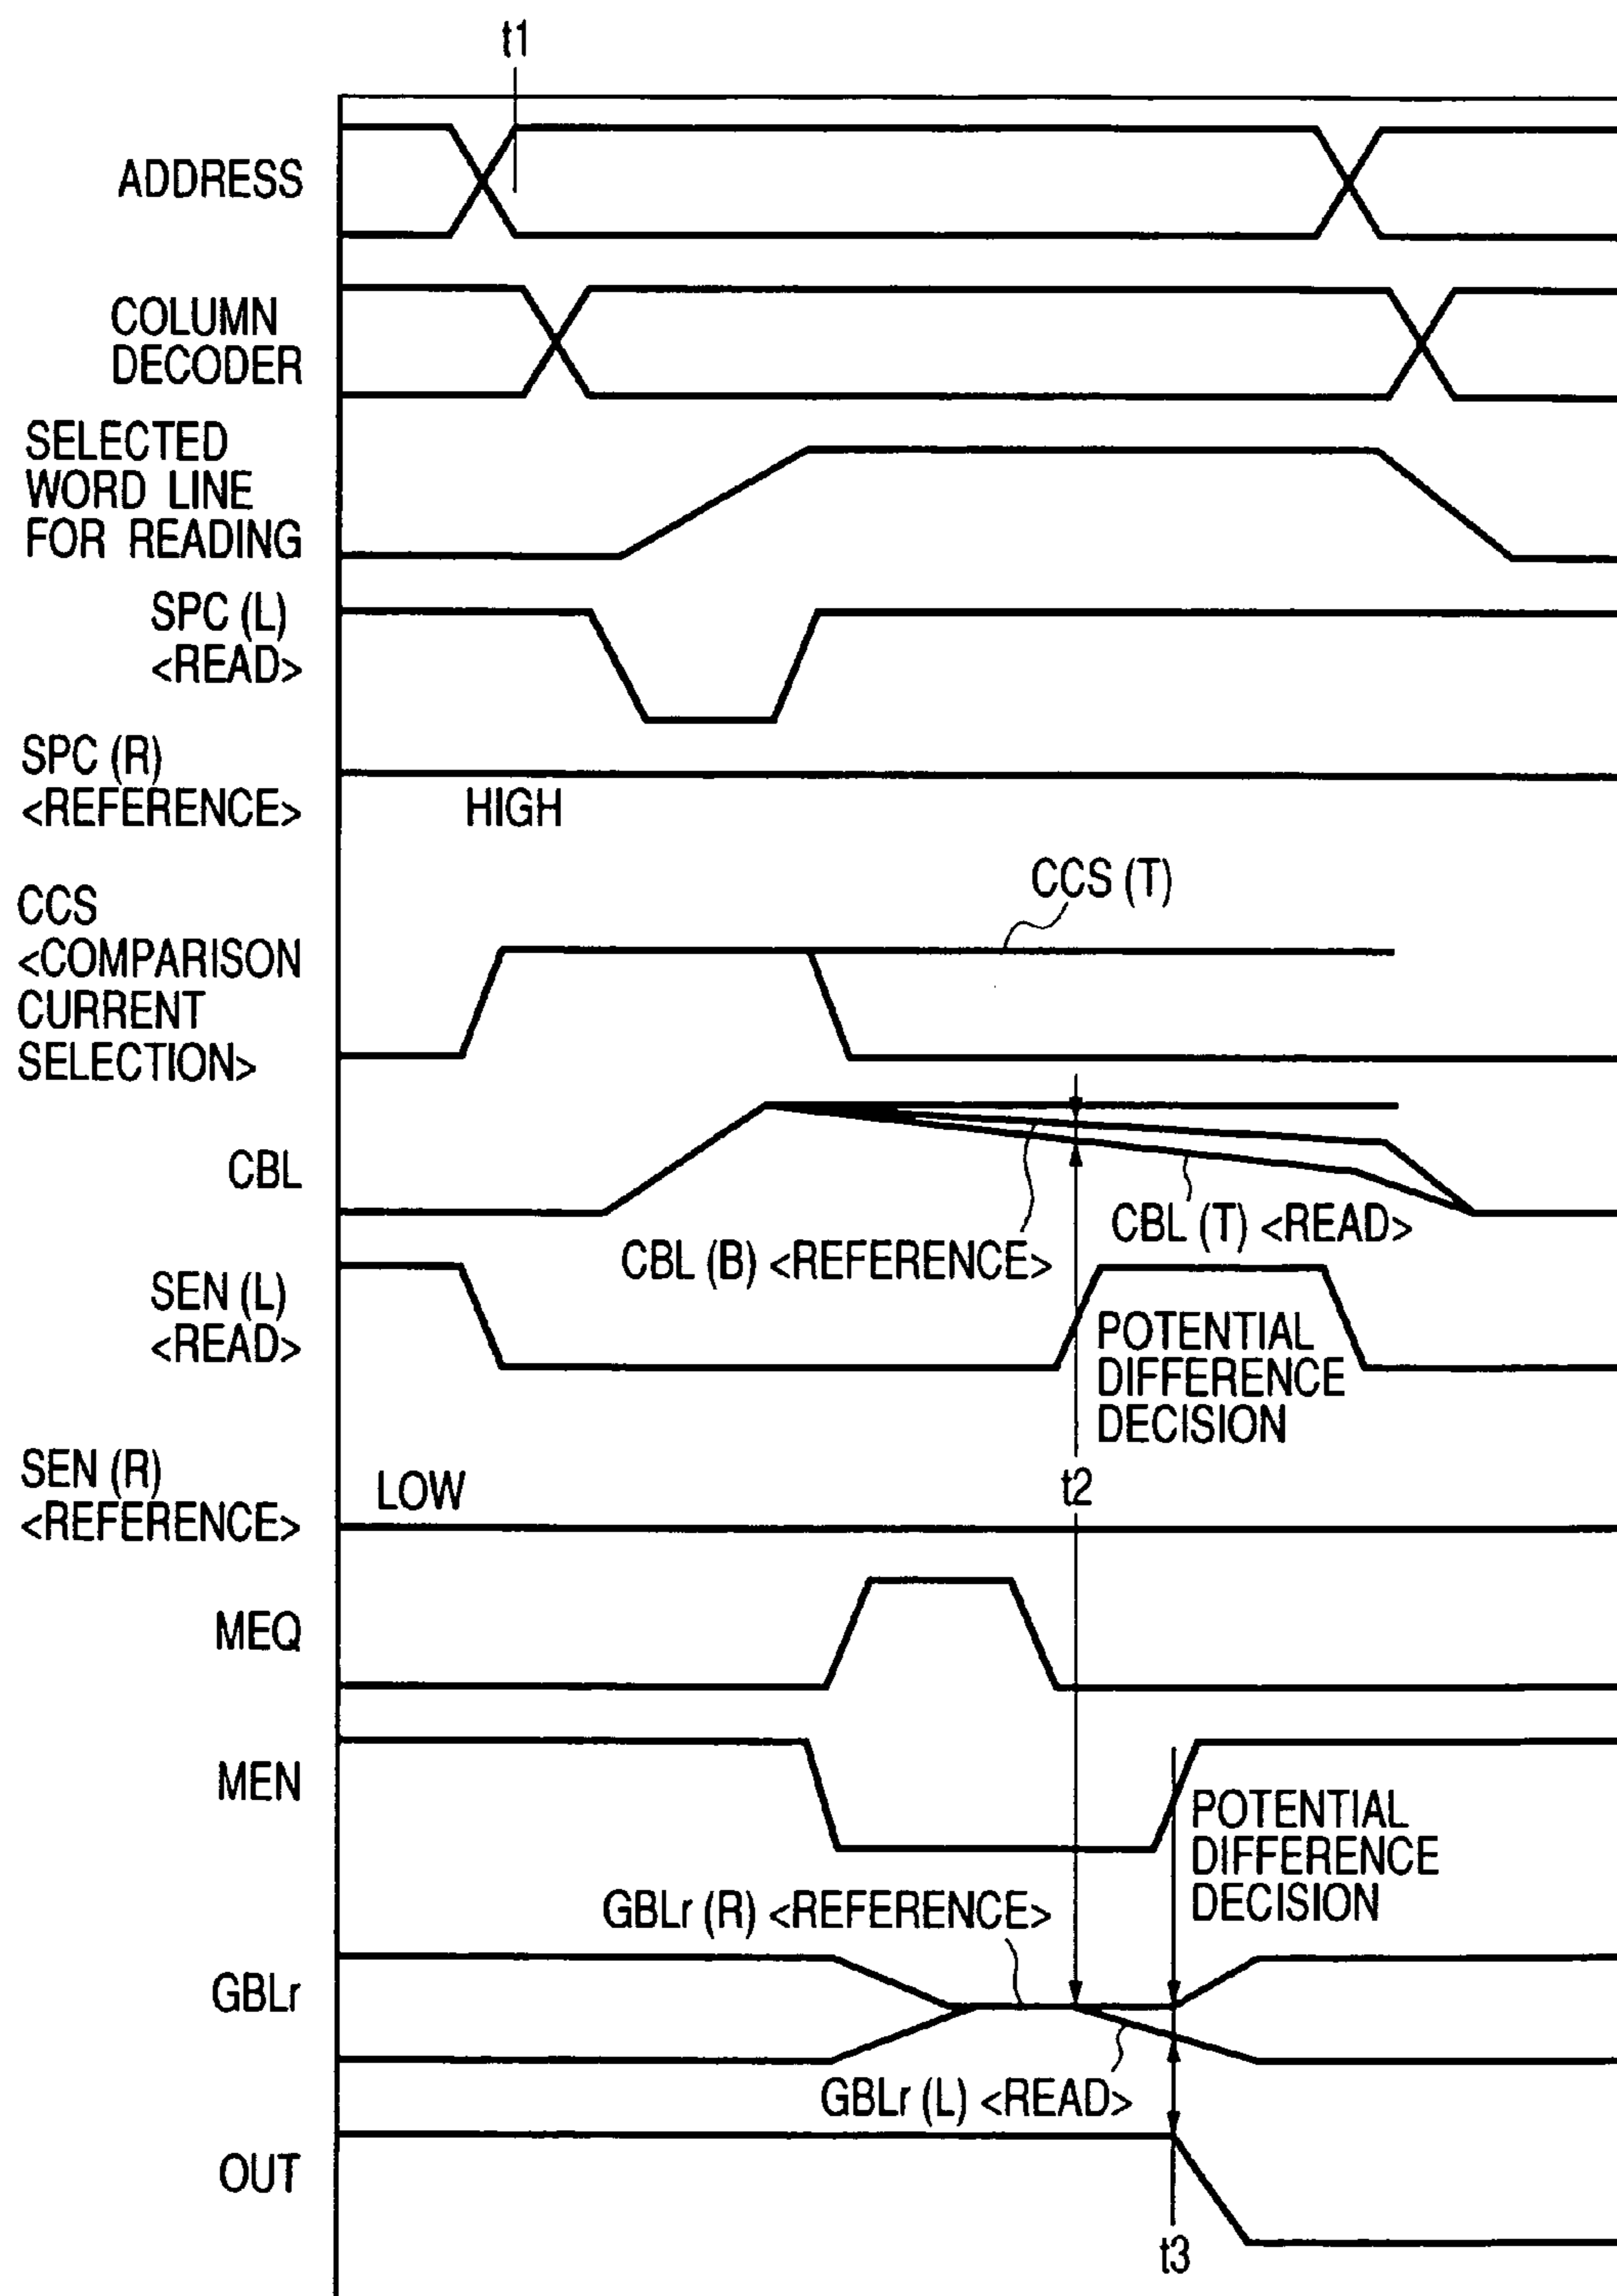 t1
ADDRESS
COLUMN
DECODER
SELECTED
WORD LINE
FOR READING
SPC (L)
<READ>
SPC (R)
<REFERENCE>
HIGH
CCS (T)
CCS
<COMPARISON
CURRENT
SELECTION>
CBL
CBL (T) <READ>
CBL (B) <REFERENCE>
SEN (L)
<READ>
POTENTIAL
DIFFERENCE
DECISION
SEN (R)
<REFERENCE>
LOW
t2
MEQ
MEN
POTENTIAL
DIFFERENCE
DECISION
GBLr (R) <REFERENCE>
GBLr
GBLr (L) <READ>
OUT
t3